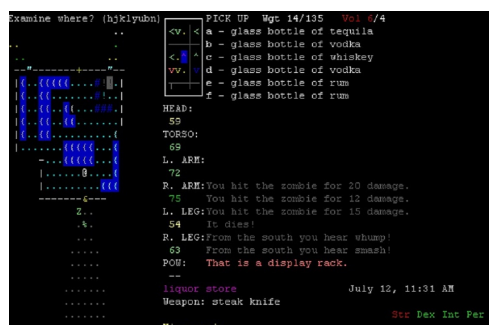 Examine where? (hjklyubn)
PICK UP Wgt 14/135 Vol 6/4
a - glass bottle of tequila
b - glass bottle of vodka
c - glass bottle of whiskey
d - glass bottle of vodka
e - glass bottle of rum
f - glass bottle of rum
HEAD:
59
TORSO:
69
L. ARM:
72
R. ARM: You hit the zombie for 20 damage.
75 You hit the zombie for 12 damage.
L. LEG: You hit the zombie for 15 damage.
54 It dies!
R. LEG: From the south you hear whump!
63 From the south you hear smash!
POW: That is a display rack.
--
liquor store July 12, 11:31 AM
Weapon: steak knife
Str Dex Int Per